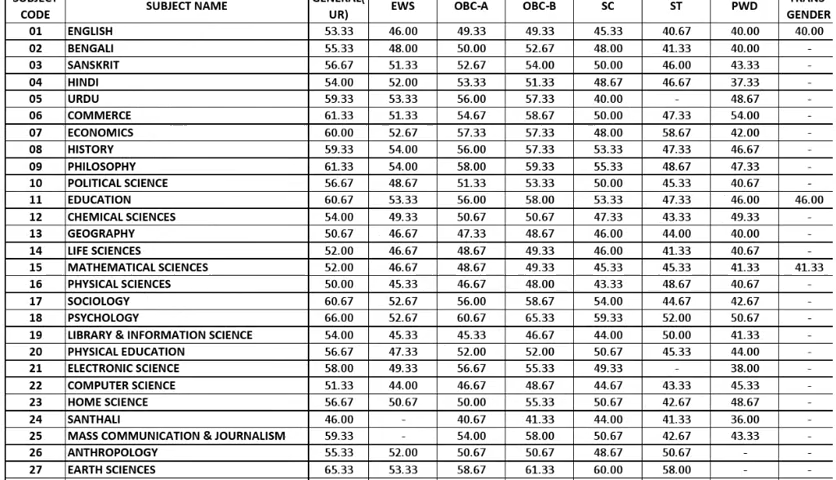 SUBJECT CODE SUBJECT NAME GENERAL(UR) EWS OBC-A OBC-B SC ST PWD TRANS GENDER
01 ENGLISH 53.33 46.00 49.33 49.33 45.33 40.67 40.00 40.00
02 BENGALI 55.33 48.00 50.00 52.67 48.00 41.33 40.00 -
03 SANSKRIT 56.67 51.33 52.67 54.00 50.00 46.00 43.33 -
04 HINDI 54.00 52.00 53.33 51.33 48.67 46.67 37.33 -
05 URDU 59.33 53.33 56.00 57.33 40.00 - 48.67 -
06 COMMERCE 61.33 51.33 54.67 58.67 50.00 47.33 54.00 -
07 ECONOMICS 60.00 52.67 57.33 57.33 48.00 58.67 42.00 -
08 HISTORY 59.33 54.00 56.00 57.33 53.33 47.33 46.67 -
09 PHILOSOPHY 61.33 54.00 58.00 59.33 55.33 48.67 47.33 -
10 POLITICAL SCIENCE 56.67 48.67 51.33 53.33 50.00 45.33 40.67 -
11 EDUCATION 60.67 53.33 56.00 58.00 53.33 47.33 46.00 46.00
12 CHEMICAL SCIENCES 54.00 49.33 50.67 50.67 47.33 43.33 49.33 -
13 GEOGRAPHY 50.67 46.67 47.33 48.67 46.00 44.00 40.00 -
14 LIFE SCIENCES 52.00 46.67 48.67 49.33 46.00 41.33 40.67 -
15 MATHEMATICAL SCIENCES 52.00 46.67 48.67 49.33 45.33 45.33 41.33 41.33
16 PHYSICAL SCIENCES 50.00 45.33 46.67 48.00 43.33 48.67 40.67 -
17 SOCIOLOGY 60.67 52.67 56.00 58.67 54.00 44.67 42.67 -
18 PSYCHOLOGY 66.00 52.67 60.67 65.33 59.33 52.00 50.67 -
19 LIBRARY & INFORMATION SCIENCE 54.00 45.33 45.33 46.67 44.00 50.00 41.33 -
20 PHYSICAL EDUCATION 56.67 47.33 52.00 52.00 50.67 45.33 44.00 -
21 ELECTRONIC SCIENCE 58.00 49.33 56.67 55.33 49.33 - 38.00 -
22 COMPUTER SCIENCE 51.33 44.00 46.67 48.67 44.67 43.33 45.33 -
23 HOME SCIENCE 56.67 50.67 50.00 55.33 50.67 42.67 48.67 -
24 SANTHALI 46.00 - 40.67 41.33 44.00 41.33 36.00 -
25 MASS COMMUNICATION & JOURNALISM 59.33 - 54.00 58.00 50.67 42.67 43.33 -
26 ANTHROPOLOGY 55.33 52.00 50.67 50.67 48.67 50.67 - -
27 EARTH SCIENCES 65.33 53.33 58.67 61.33 60.00 58.00 - -